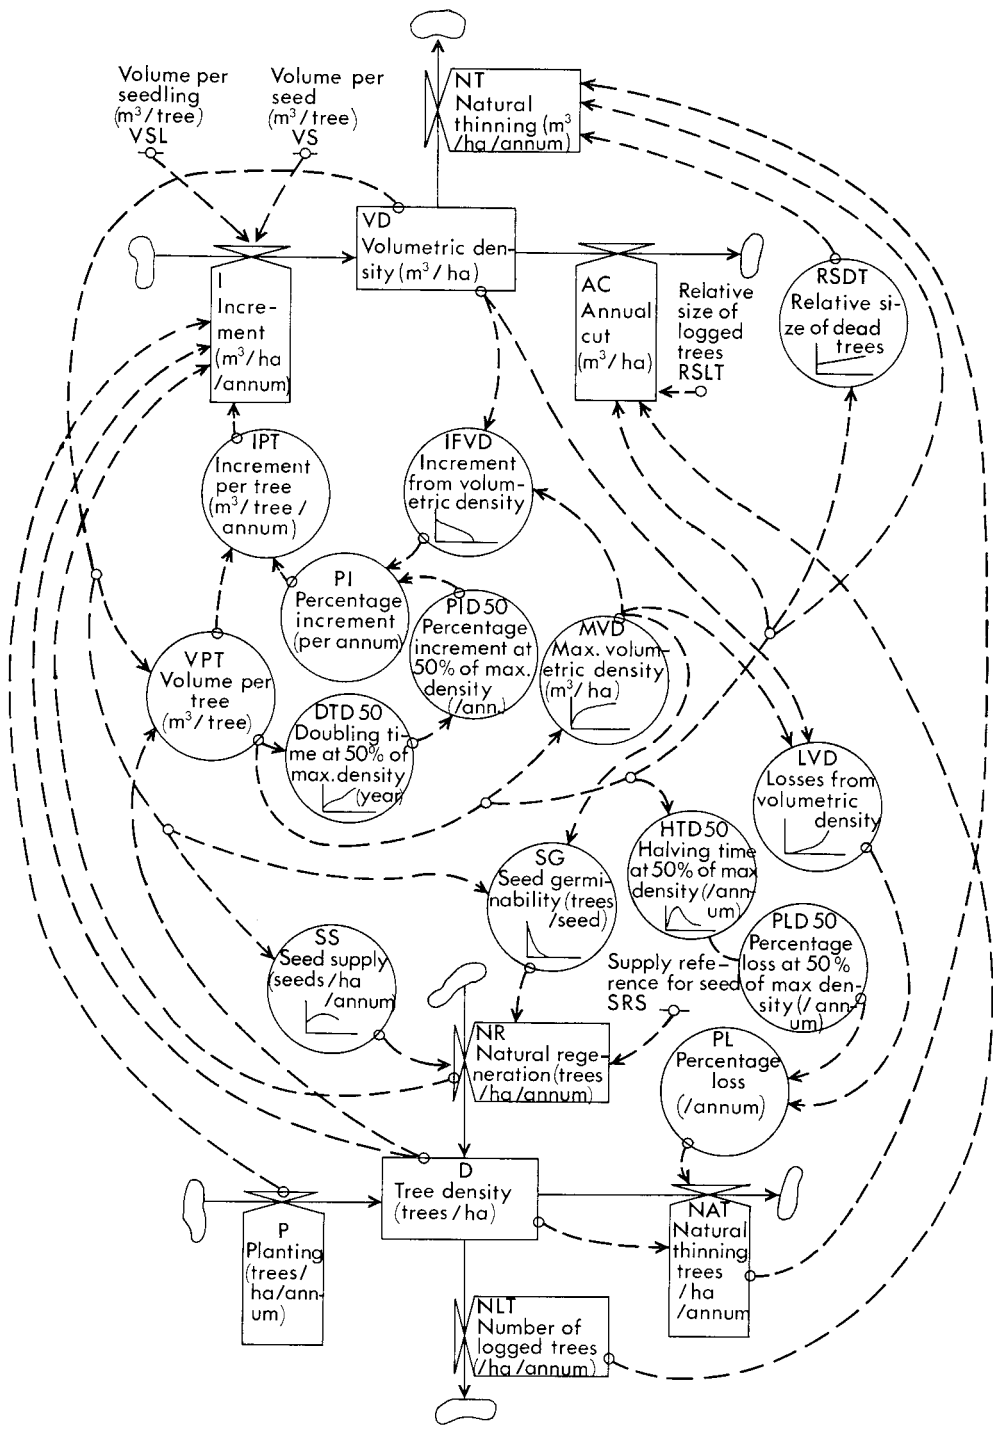 Volume per
seedling
(m³/tree)
VSL
Volume per
seed
(m³/tree)
VS
NT
Natural
thinning (m³
/ha/annum)
VD
Volumetric den-
sity (m³/ha)
I
Incre-
ment
(m³/ha
/annum)
AC
Annual
cut
(m³/ha)
Relative
size of
logged
trees
RSLT
RSDT
Relative si-
ze of dead
trees
IPT
Increment
per tree
(m³/tree/
annum)
IFVD
Increment
from volum-
etric density
PI
Percentage
increment
(per annum)
PID50
Percentage
increment at
50% of max.
density
(/ann.)
MVD
Max. volum-
etric density
(m³/ha)
VPT
Volume per
tree
(m³/tree)
DTD 50
Doubling ti-
me at 50% of
max.density
(year)
LVD
Losses from
volumetric
density
HTD50
Halving time
at 50% of max
density (/ann-
um)
SG
Seed germi-
nability (trees
/seed)
PLD 50
Percentage
loss at 50%
of max den-
sity (/ann-
um)
SS
Seed supply
(seeds/ha
/annum)
Supply refe-
rence for seed
SRS
NR
Natural rege-
neration (trees
/ha/annum)
PL
Percentage
loss
(/annum)
D
Tree density
(trees/ha)
P
Planting
(trees/
ha/ann-
um)
NAT
Natural
thinning
trees
/ha
/annum
NLT
Number of
logged trees
(/ha/annum)